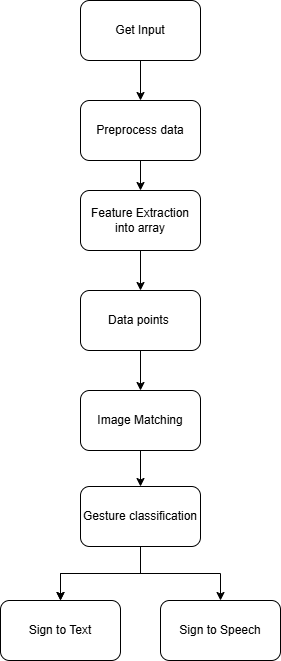 Get Input
Preprocess data
Feature Extraction
into array
Data points
Image Matching
Gesture classification
Sign to Text
Sign to Speech